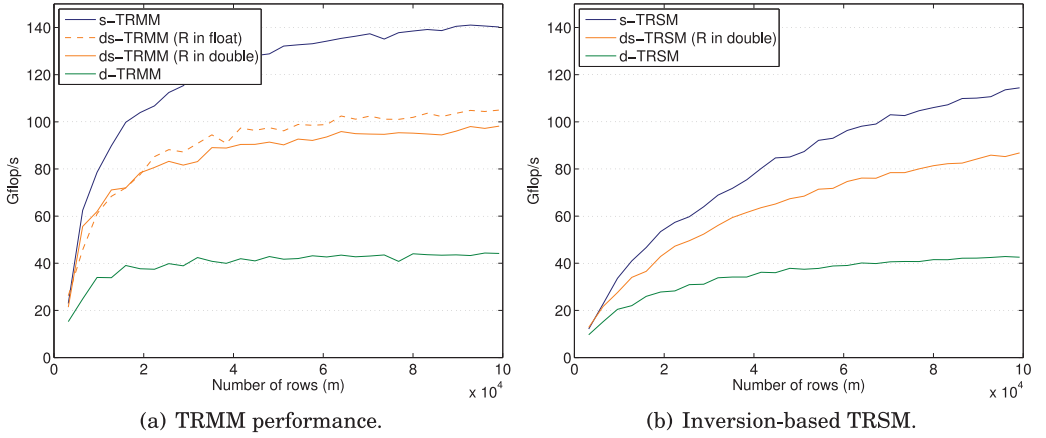 140
120
100
80
60
40
20
0
Gflop/s
s−TRMM
ds−TRMM (R in float)
ds−TRMM (R in double)
d−TRMM
0 2 4 6 8 10
Number of rows (m)
x 10^4
(a) TRMM performance.
140
120
100
80
60
40
20
0
Gflop/s
s−TRSM
ds−TRSM (R in double)
d−TRSM
0 2 4 6 8 10
Number of rows (m)
x 10^4
(b) Inversion-based TRSM.